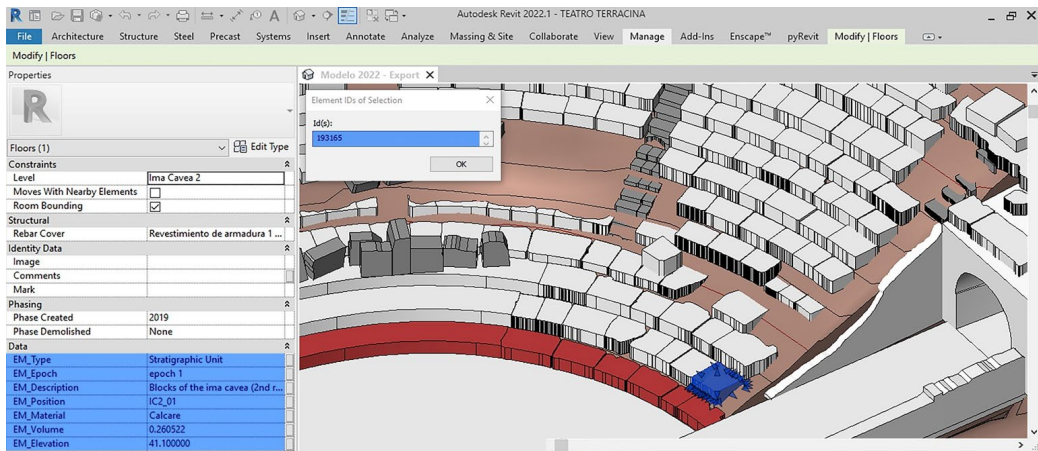 Autodesk Revit 2022.1 - TEATRO TERRACINA
File Architecture Structure Steel Precast Systems Insert Annotate Analyze Massing & Site Collaborate View Manage Add-Ins Enscape™ pyRevit Modify | Floors
Modify | Floors
Properties
Modelo 2022 - Export
R
Element IDs of Selection
Id(s):
193165
OK
Floors (1) Edit Type
Constraints
Level Ima Cavea 2
Moves With Nearby Elements
Room Bounding
Structural
Rebar Cover Revestimiento de armadura 1 ...
Identity Data
Image
Comments
Mark
Phasing
Phase Created 2019
Phase Demolished None
Data
EM_Type Stratigraphic Unit
EM_Epoch epoch 1
EM_Description Blocks of the ima cavea (2nd r...
EM_Position IC2_01
EM_Material Calcare
EM_Volume 0.260522
EM_Elevation 41.100000